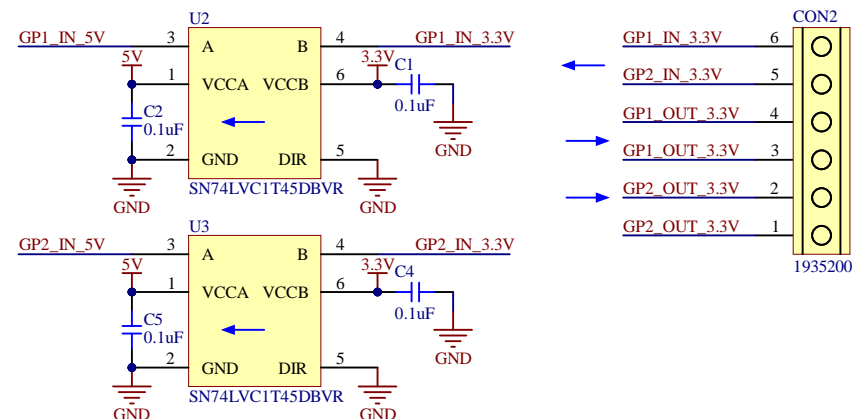 U2
GP1_IN_5V 3 A B 4 GP1_IN_3.3V
5V 1 VCCA VCCB 6 3.3V C1
0.1uF
C2
0.1uF
2 GND DIR 5
GND
SN74LVC1T45DBVR
GND
GND
U3
GP2_IN_5V 3 A B 4 GP2_IN_3.3V
5V 1 VCCA VCCB 6 3.3V C4
0.1uF
C5
0.1uF
2 GND DIR 5
GND
SN74LVC1T45DBVR
GND
GND
CON2
GP1_IN_3.3V 6
GP2_IN_3.3V 5
GP1_OUT_3.3V 4
GP1_OUT_3.3V 3
GP2_OUT_3.3V 2
GP2_OUT_3.3V 1
1935200